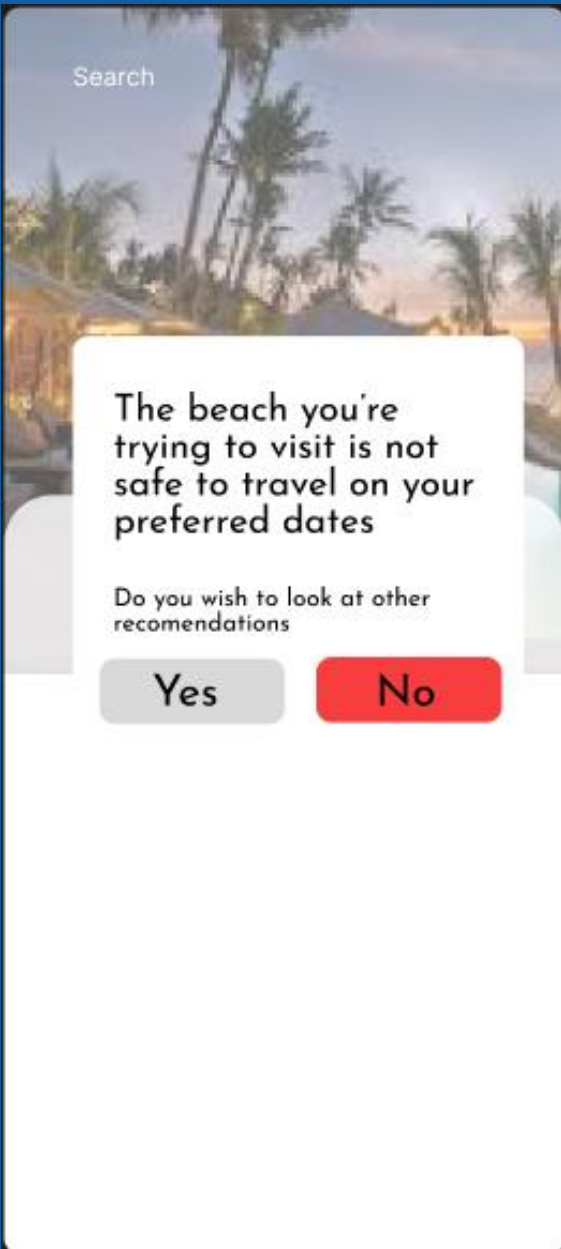 Search
The beach you're
trying to visit is not
safe to travel on your
preferred dates
Do you wish to look at other
recomendations
Yes
No